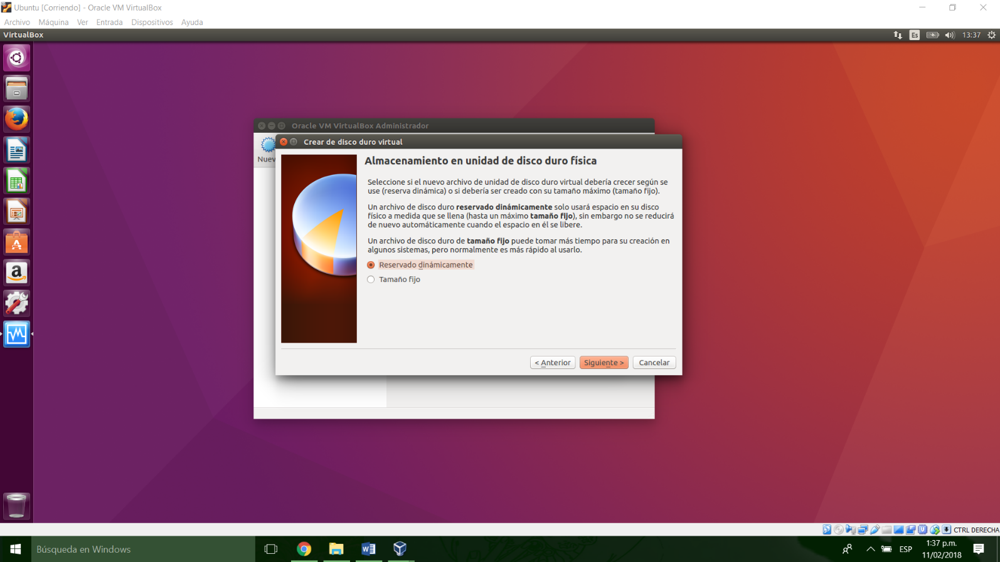 Ubuntu [Corriendo] - Oracle VM VirtualBox
Archivo Máquina Ver Entrada Dispositivos Ayuda
VirtualBox
Es
13:37
Oracle VM VirtualBox Administrador
Nuev
Crear de disco duro virtual
Almacenamiento en unidad de disco duro física
Seleccione si el nuevo archivo de unidad de disco duro virtual debería crecer según se
use (reserva dinámica) o si debería ser creado con su tamaño máximo (tamaño fijo).
Un archivo de disco duro reservado dinámicamente solo usará espacio en su disco
físico a medida que se llena (hasta un máximo tamaño fijo), sin embargo no se reducirá
de nuevo automáticamente cuando el espacio en él se libere.
Un archivo de disco duro de tamaño fijo puede tomar más tiempo para su creación en
algunos sistemas, pero normalmente es más rápido al usarlo.
Reservado dinámicamente
Tamaño fijo
< Anterior
Siguiente >
Cancelar
CTRL DERECHA
Búsqueda en Windows
ESP
1:37 p.m.
11/02/2018